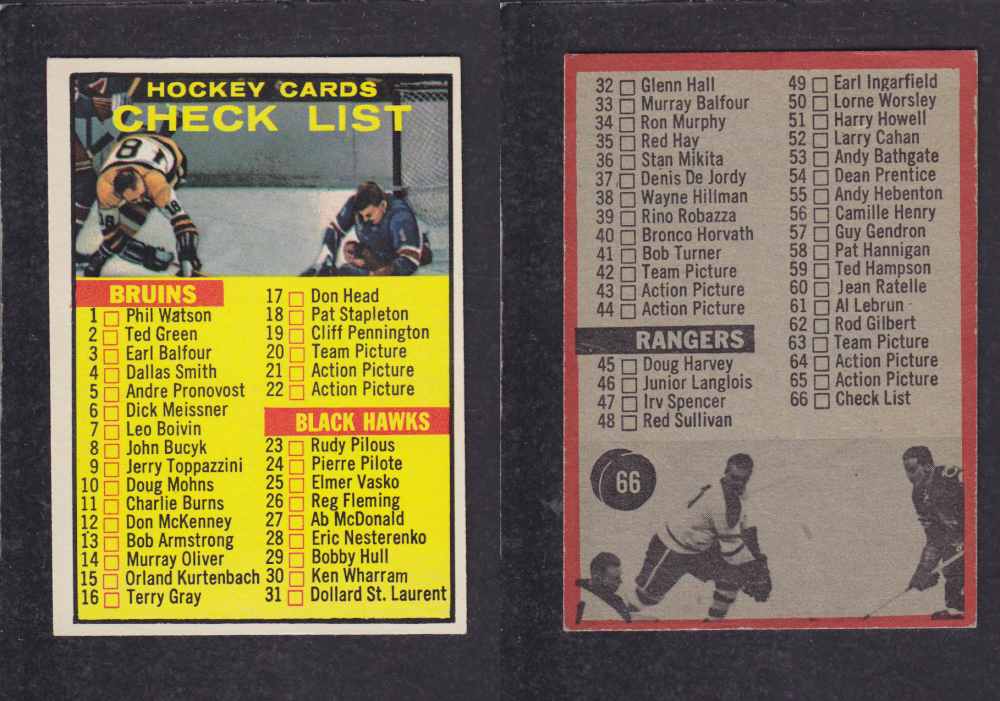 HOCKEY CARDS
CHECK LIST
81
18
1
BRUINS
1 Phil Watson
2 Ted Green
3 Earl Balfour
4 Dallas Smith
5 Andre Pronovost
6 Dick Meissner
7 Leo Boivin
8 John Bucyk
9 Jerry Toppazzini
10 Doug Mohns
11 Charlie Burns
12 Don McKenney
13 Bob Armstrong
14 Murray Oliver
15 Orland Kurtenbach
16 Terry Gray
17 Don Head
18 Pat Stapleton
19 Cliff Pennington
20 Team Picture
21 Action Picture
22 Action Picture
BLACK HAWKS
23 Rudy Pilous
24 Pierre Pilote
25 Elmer Vasko
26 Reg Fleming
27 Ab McDonald
28 Eric Nesterenko
29 Bobby Hull
30 Ken Wharram
31 Dollard St. Laurent
32 Glenn Hall
33 Murray Balfour
34 Ron Murphy
35 Red Hay
36 Stan Mikita
37 Denis De Jordy
38 Wayne Hillman
39 Rino Robazza
40 Bronco Horvath
41 Bob Turner
42 Team Picture
43 Action Picture
44 Action Picture
RANGERS
45 Doug Harvey
46 Junior Langlois
47 Irv Spencer
48 Red Sullivan
49 Earl Ingarfield
50 Lorne Worsley
51 Harry Howell
52 Larry Cahan
53 Andy Bathgate
54 Dean Prentice
55 Andy Hebenton
56 Camille Henry
57 Guy Gendron
58 Pat Hannigan
59 Ted Hampson
60 Jean Ratelle
61 Al Lebrun
62 Rod Gilbert
63 Team Picture
64 Action Picture
65 Action Picture
66 Check List
66
1